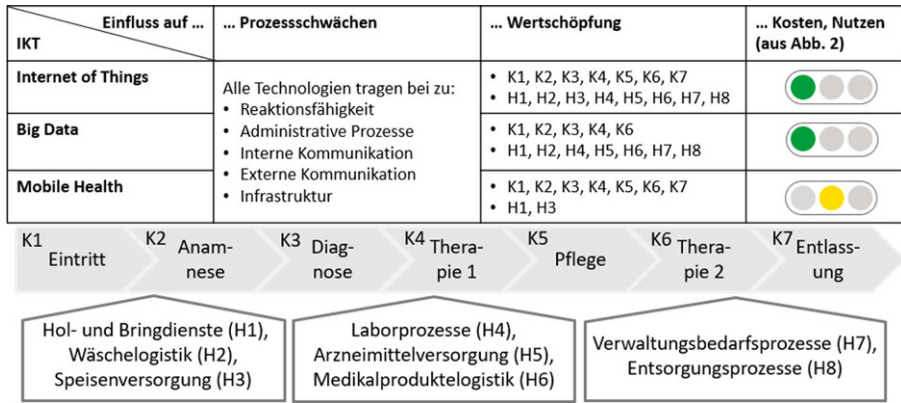 Einfluss auf ...
IKT
... Prozessschwächen
... Wertschöpfung
... Kosten, Nutzen
(aus Abb. 2)
Internet of Things
Alle Technologien tragen bei zu:
• Reaktionsfähigkeit
• Administrative Prozesse
• Interne Kommunikation
• Externe Kommunikation
• Infrastruktur
• K1, K2, K3, K4, K5, K6, K7
• H1, H2, H3, H4, H5, H6, H7, H8
Big Data
• K1, K2, K3, K4, K6
• H1, H2, H4, H5, H6, H7, H8
Mobile Health
• K1, K2, K3, K4, K5, K6, K7
• H1, H3
K1
Eintritt
K2
Anam-
nese
K3
Diag-
nose
K4
Thera-
pie 1
K5
Pflege
K6
Thera-
pie 2
K7
Entlass-
ung
Hol- und Bringdienste (H1),
Wäschelogistik (H2),
Speisenversorgung (H3)
Laborprozesse (H4),
Arzneimittelversorgung (H5),
Medikalproduktelogistik (H6)
Verwaltungsbedarfsprozesse (H7),
Entsorgungsprozesse (H8)